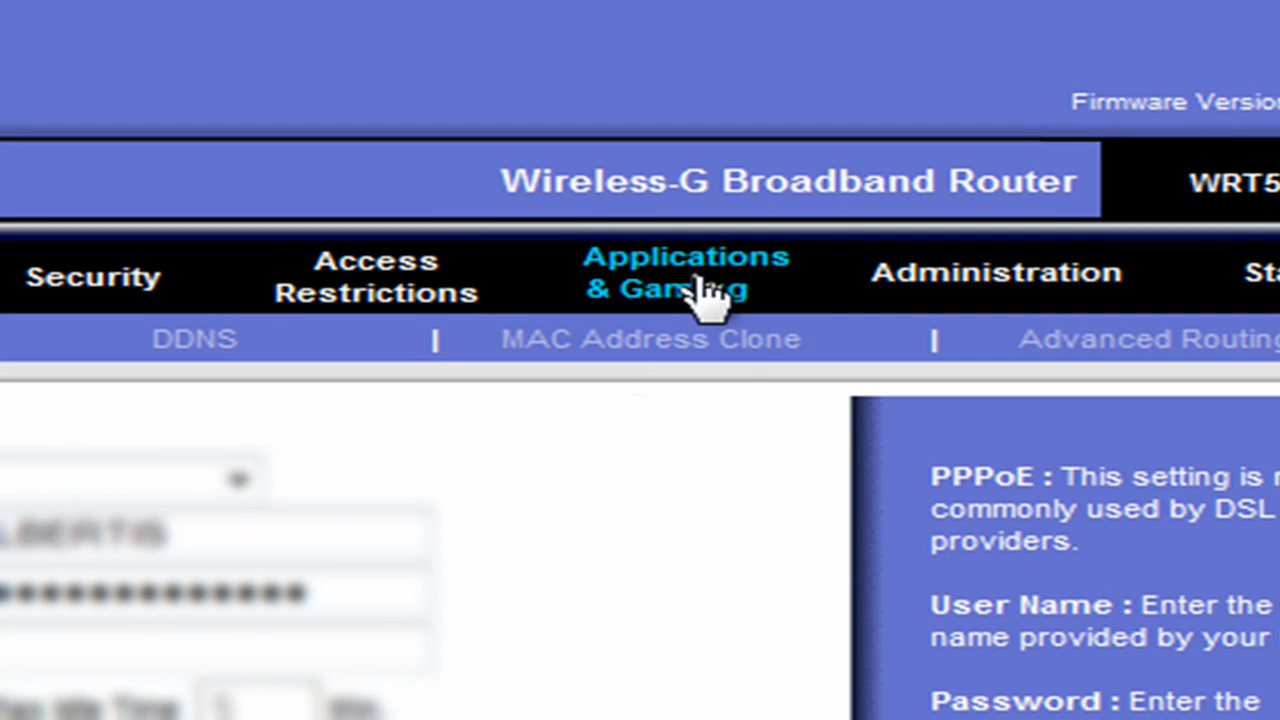 Firmware Versio
Wireless-G Broadband Router
WRT5
Security
Access
Restrictions
Applications
& Gaming
Administration
Sta
DDNS | MAC Address Clone | Advanced Routing
PPPoE : This setting is
commonly used by DSL
providers.
User Name : Enter the
name provided by your
Password : Enter the